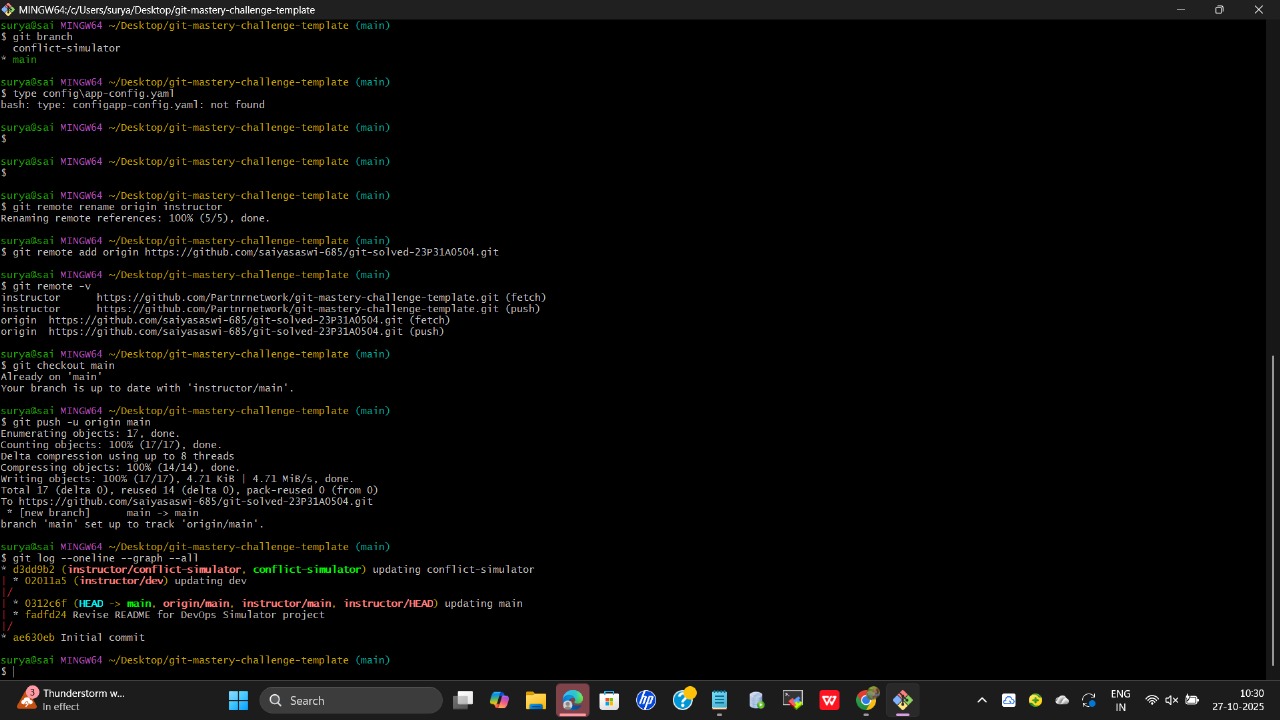 MINGW64:/c/Users/surya/Desktop/git-mastery-challenge-template
surya@sai MINGW64 ~/Desktop/git-mastery-challenge-template (main)
$ git branch
  conflict-simulator
* main
surya@sai MINGW64 ~/Desktop/git-mastery-challenge-template (main)
$ type config\app-config.yaml
bash: type: configapp-config.yaml: not found
surya@sai MINGW64 ~/Desktop/git-mastery-challenge-template (main)
$
surya@sai MINGW64 ~/Desktop/git-mastery-challenge-template (main)
$
surya@sai MINGW64 ~/Desktop/git-mastery-challenge-template (main)
$ git remote rename origin instructor
Renaming remote references: 100% (5/5), done.
surya@sai MINGW64 ~/Desktop/git-mastery-challenge-template (main)
$ git remote add origin https://github.com/saiyasaswi-685/git-solved-23P31A0504.git
surya@sai MINGW64 ~/Desktop/git-mastery-challenge-template (main)
$ git remote -v
instructor      https://github.com/Partnrnetwork/git-mastery-challenge-template.git (fetch)
instructor      https://github.com/Partnrnetwork/git-mastery-challenge-template.git (push)
origin  https://github.com/saiyasaswi-685/git-solved-23P31A0504.git (fetch)
origin  https://github.com/saiyasaswi-685/git-solved-23P31A0504.git (push)
surya@sai MINGW64 ~/Desktop/git-mastery-challenge-template (main)
$ git checkout main
Already on 'main'
Your branch is up to date with 'instructor/main'.
surya@sai MINGW64 ~/Desktop/git-mastery-challenge-template (main)
$ git push -u origin main
Enumerating objects: 17, done.
Counting objects: 100% (17/17), done.
Delta compression using up to 8 threads
Compressing objects: 100% (14/14), done.
Writing objects: 100% (17/17), 4.71 KiB | 4.71 MiB/s, done.
Total 17 (delta 0), reused 14 (delta 0), pack-reused 0 (from 0)
To https://github.com/saiyasaswi-685/git-solved-23P31A0504.git
 * [new branch]      main -> main
branch 'main' set up to track 'origin/main'.
surya@sai MINGW64 ~/Desktop/git-mastery-challenge-template (main)
$ git log --oneline --graph --all
* d3dd9b2 (instructor/conflict-simulator, conflict-simulator) updating conflict-simulator
| * 02011a5 (instructor/dev) updating dev
|/
| * 0312c6f (HEAD -> main, origin/main, instructor/main, instructor/HEAD) updating main
| * fadfd24 Revise README for DevOps Simulator project
|/
* ae630eb Initial commit
surya@sai MINGW64 ~/Desktop/git-mastery-challenge-template (main)
$
3
Thunderstorm w...
In effect
Search
ENG
IN
10:30
27-10-2025